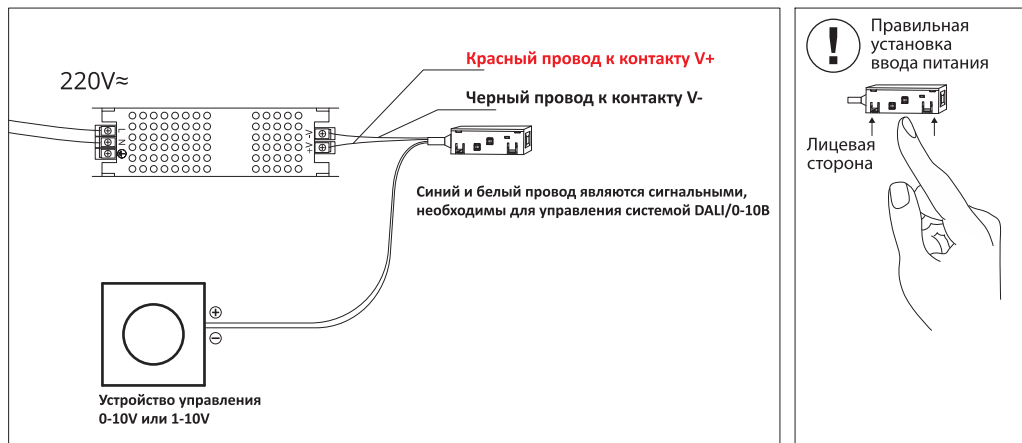 220V≈
Красный провод к контакту V+
Черный провод к контакту V-
L
N
-V
+V
Синий и белый провод являются сигнальными,
необходимы для управления системой DALI/0-10В
+
−
Устройство управления
0-10V или 1-10V
!
Правильная
установка
ввода питания
Лицевая
сторона